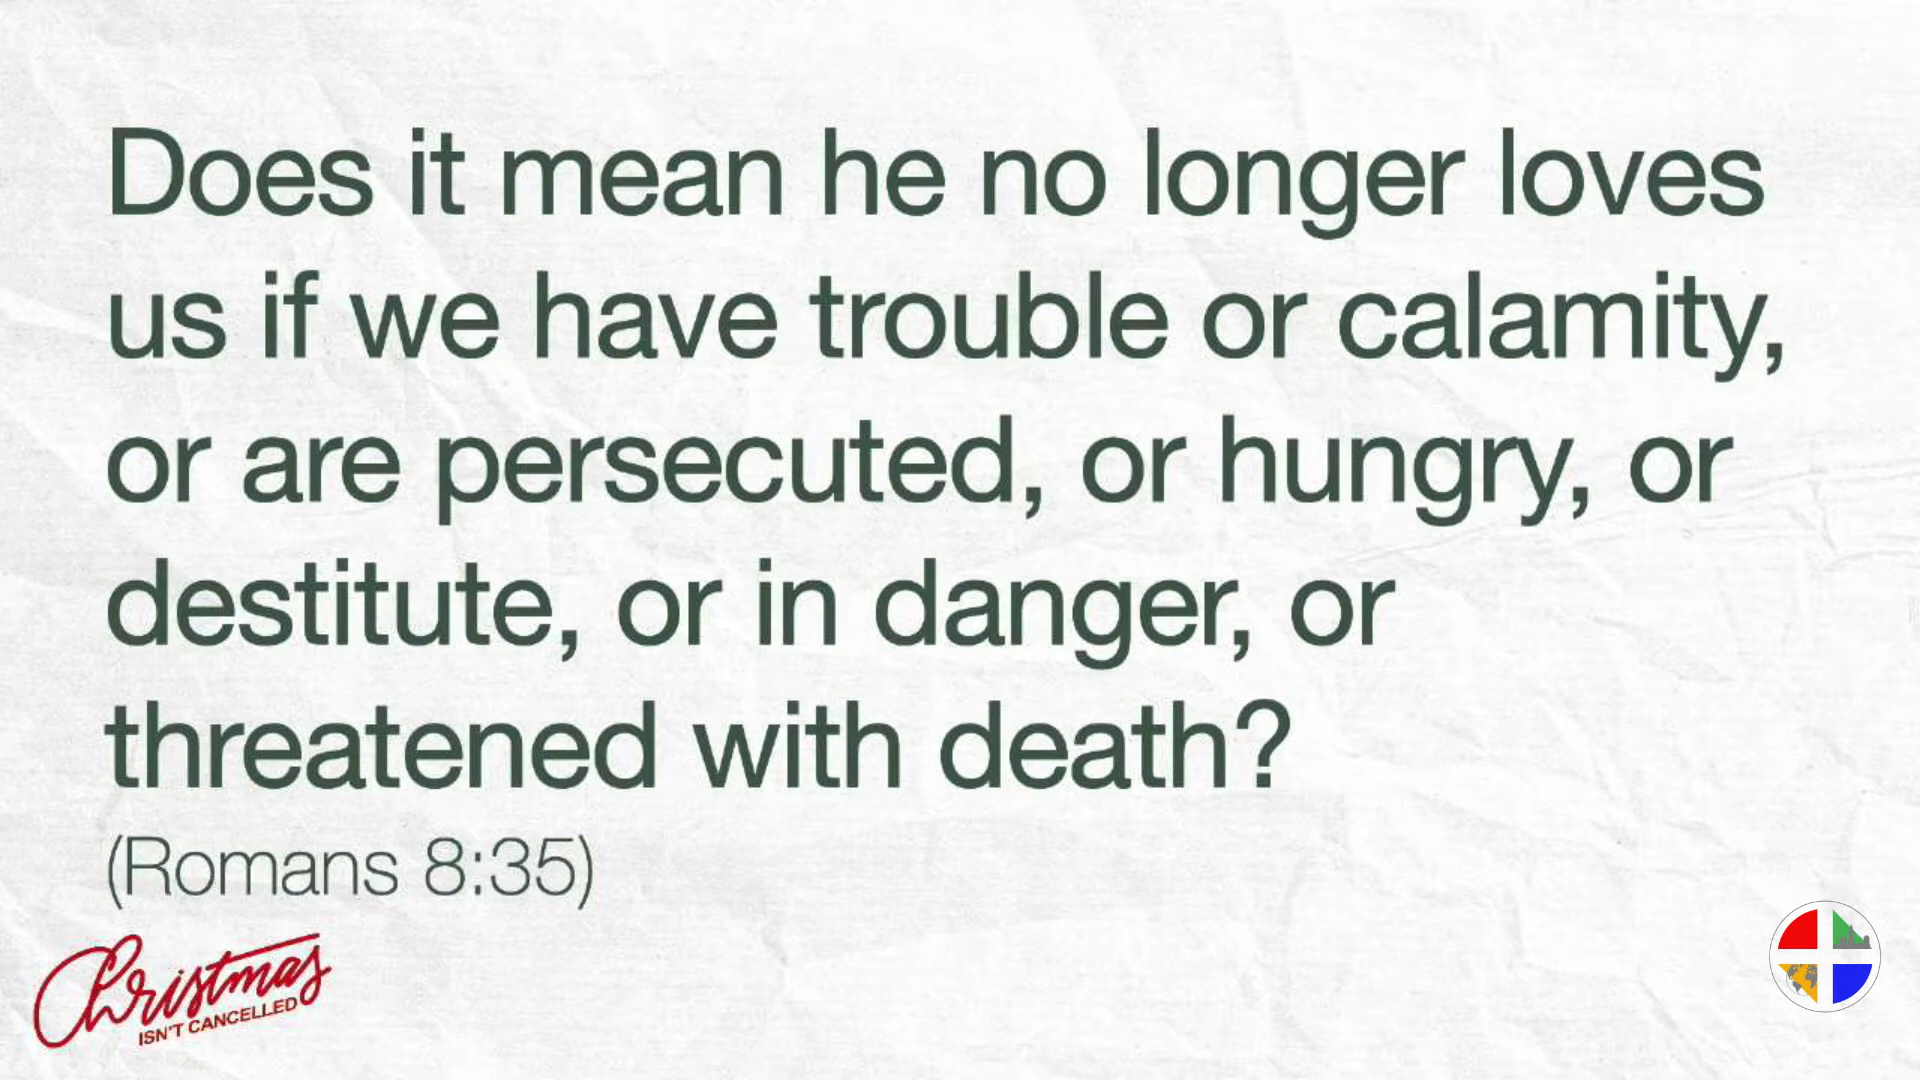 Does it mean he no longer loves
us if we have trouble or calamity,
or are persecuted, or hungry, or
destitute, or in danger, or
threatened with death?
(Romans 8:35)
Christmas
ISN'T CANCELLED